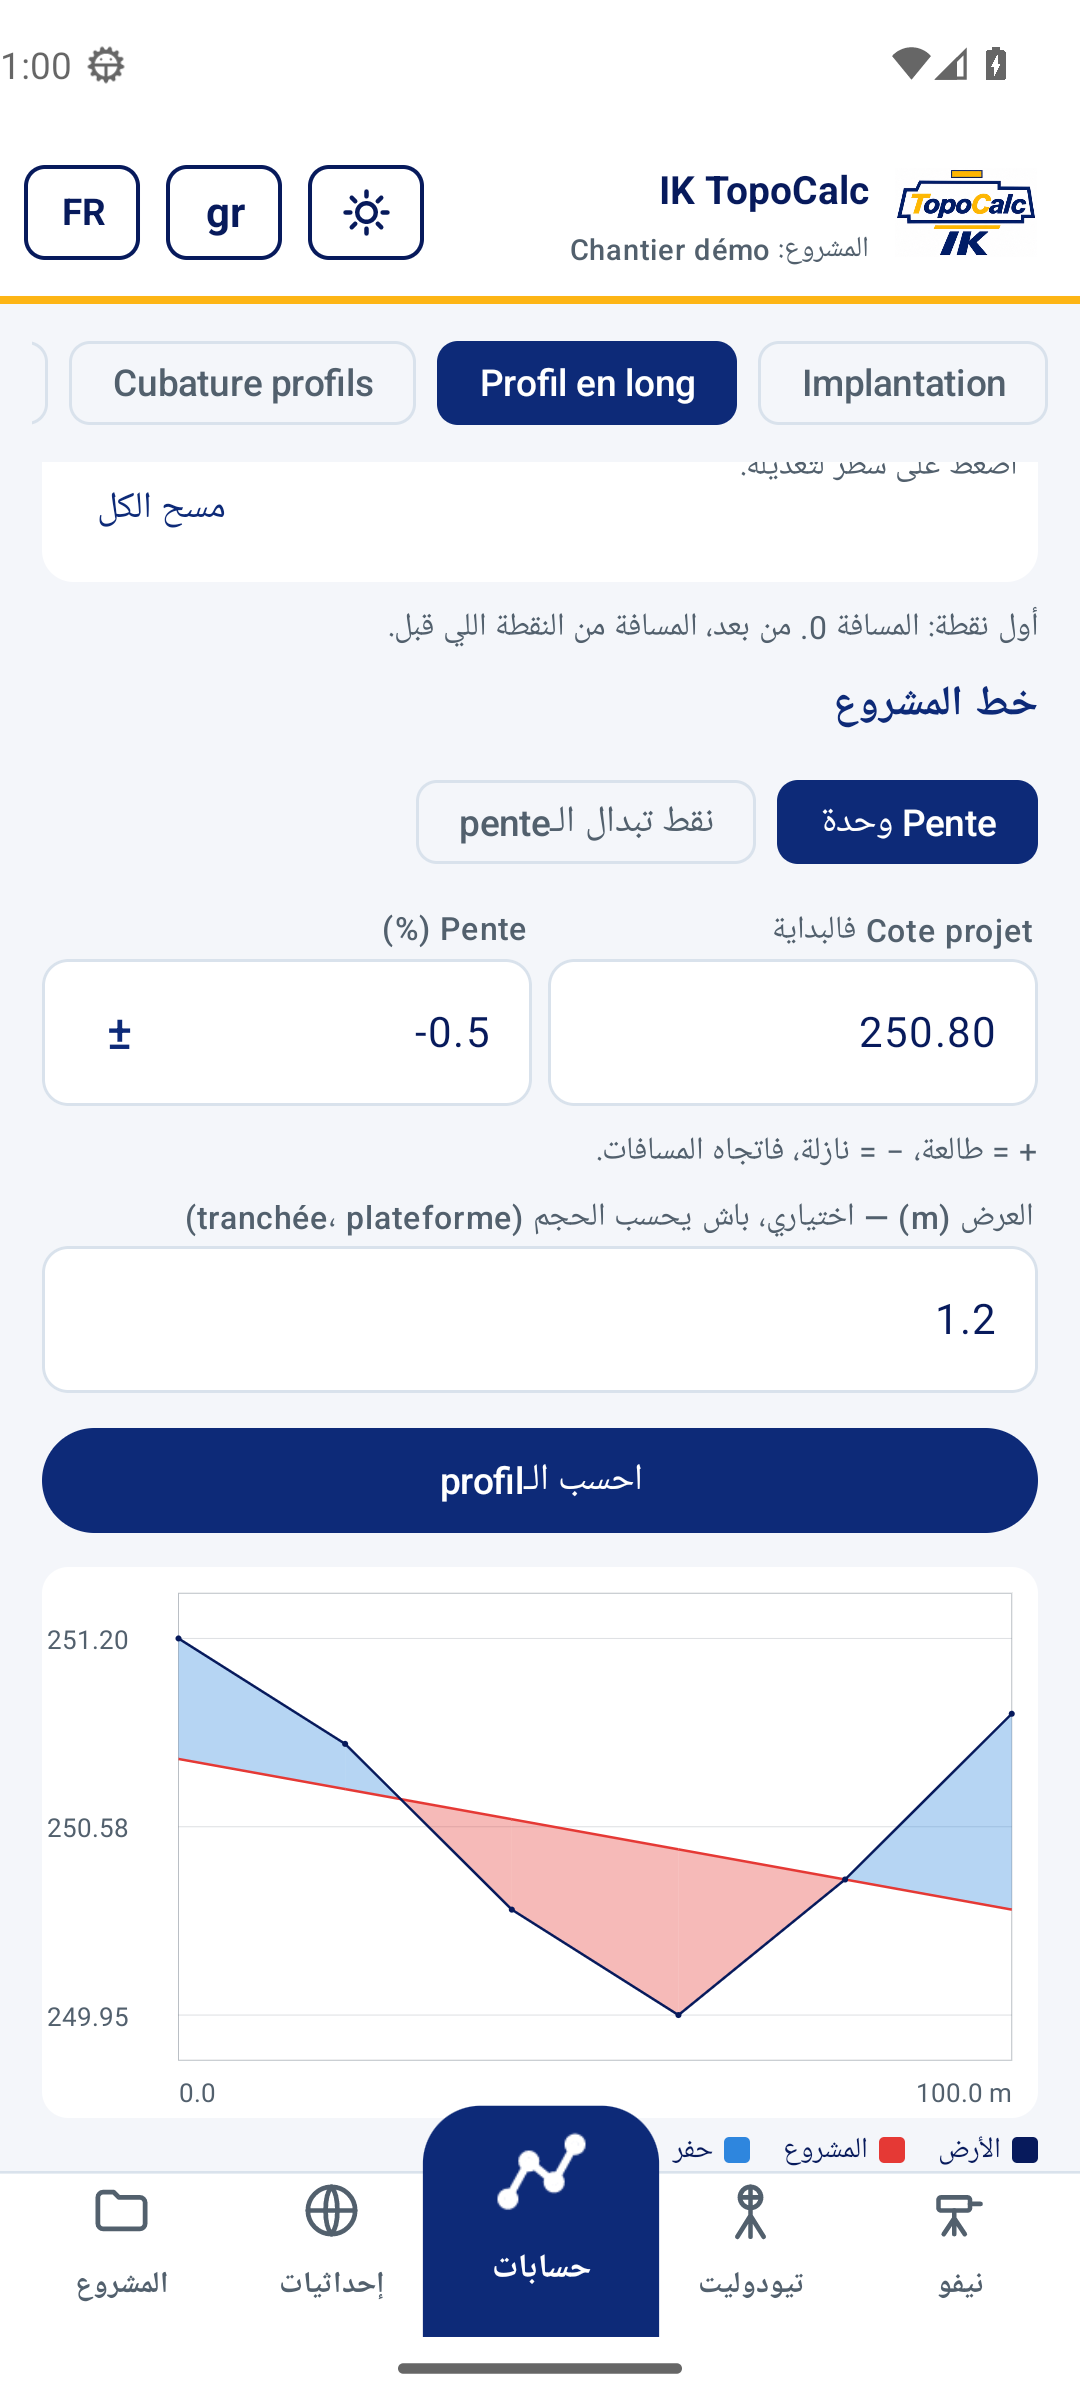 1:00
FR
gr
IK TopoCalc
المشروع: Chantier démo
TopoCalc
IK
Cubature profils
Profil en long
Implantation
اضغط على سطر لتعديله.
مسح الكل
أول نقطة: المسافة 0. من بعد، المسافة من النقطة اللي قبل.
خط المشروع
Pente وحدة
نقط تبدال الـpente
Cote projet فالبداية
Pente (%)
250.80
-0.5
±
+ = طالعة، − = نازلة، فاتجاه المسافات.
العرض (m) — اختياري، باش يحسب الحجم (tranchée، plateforme)
1.2
احسب الـprofil
251.20
250.58
249.95
0.0
100.0 m
الأرض
المشروع
حفر
نيفو
تيودوليت
حسابات
إحداثيات
المشروع